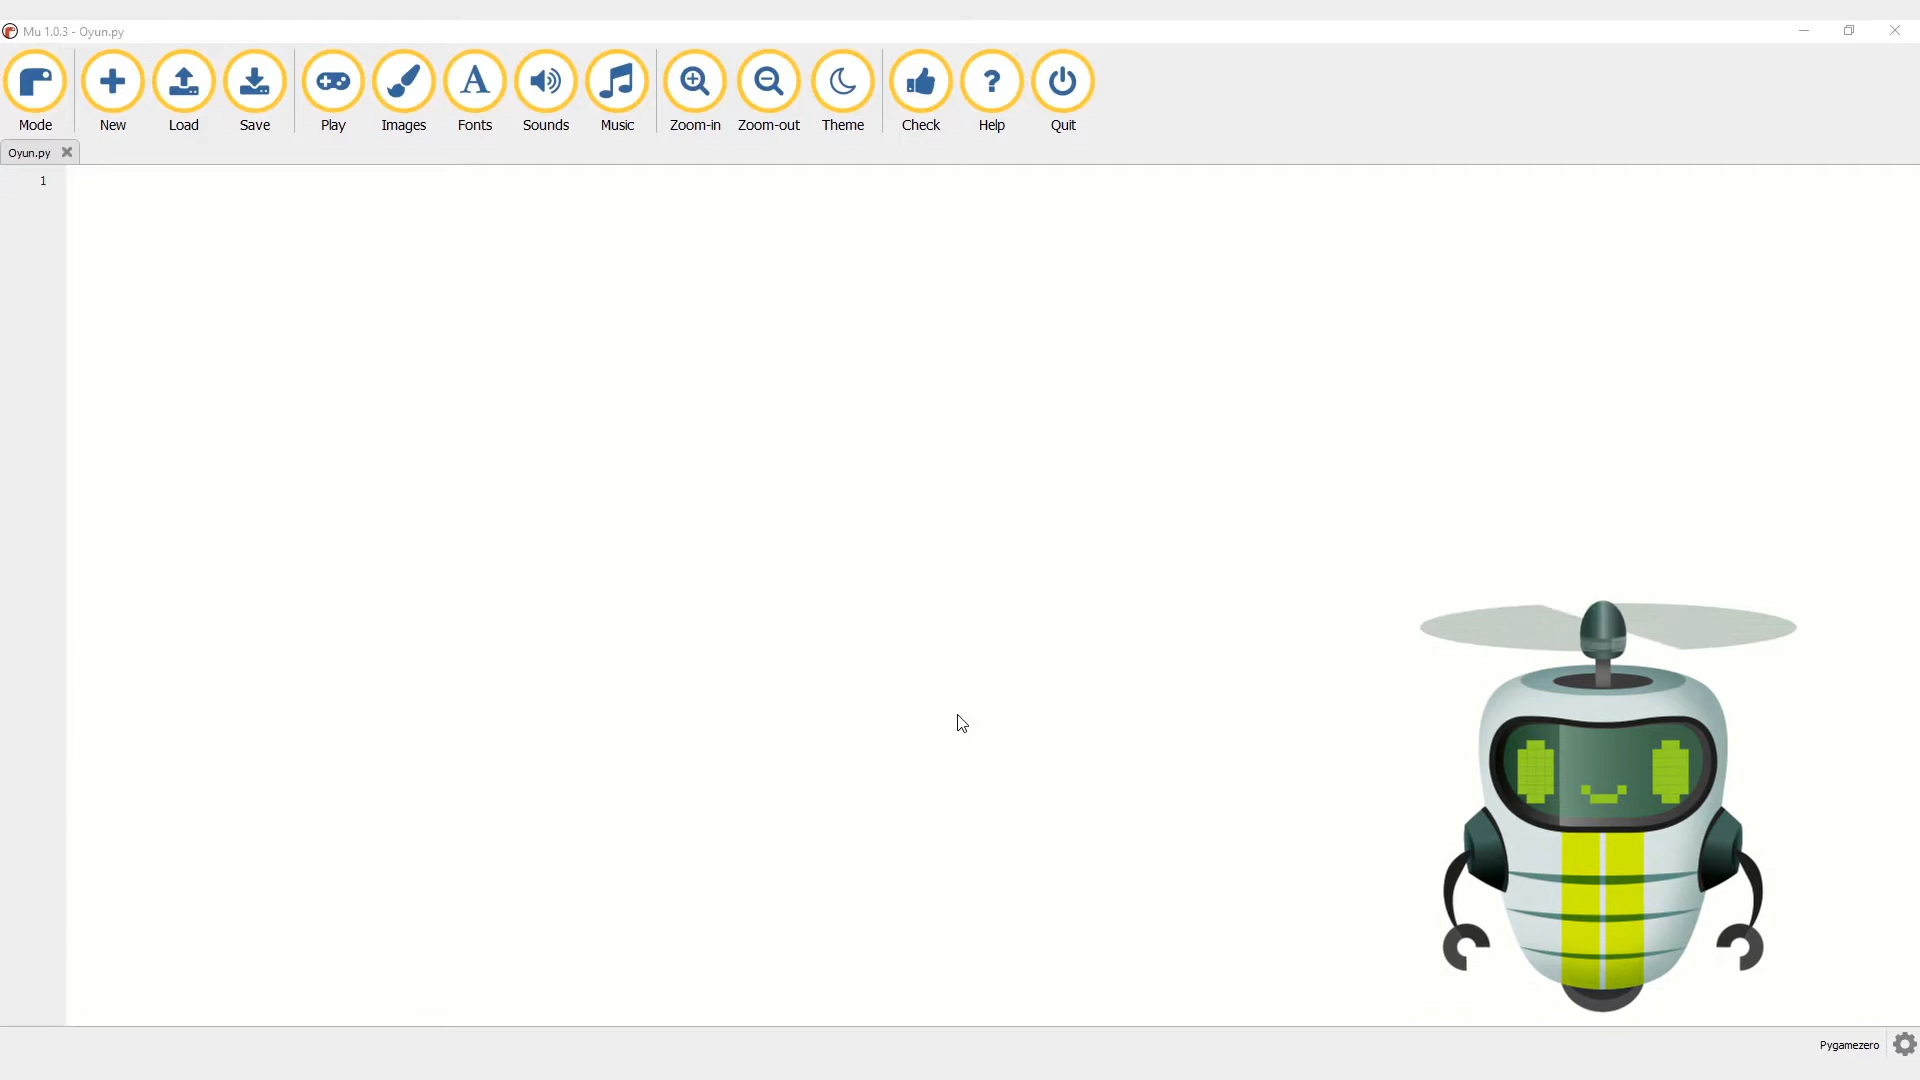 Mu 1.0.3 - Oyun.py
Mode New Load Save Play Images Fonts Sounds Music Zoom-in Zoom-out Theme Check Help Quit
Oyun.py
1
Pygamezero